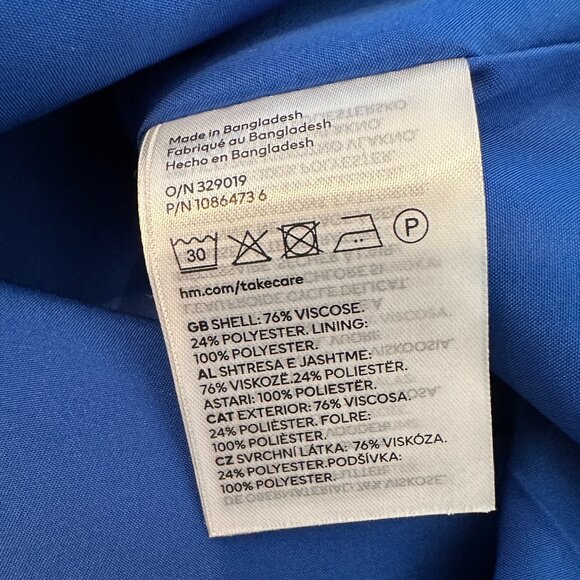 Made in Bangladesh
Fabriqué au Bangladesh
Hecho en Bangladesh
O/N 329019
P/N 1086473 6
30
P
hm.com/takecare
GB SHELL: 76% VISCOSE.
24% POLYESTER. LINING:
100% POLYESTER.
AL SHTRESA E JASHTME:
76% VISKOZË.24% POLIESTËR.
ASTARI: 100% POLIESTËR.
CAT EXTERIOR: 76% VISCOSA.
24% POLIÈSTER. FOLRE:
100% POLIÈSTER.
CZ SVRCHNÍ LÁTKA: 76% VISKÓZA.
24% POLYESTER.PODŠÍVKA:
100% POLYESTER.